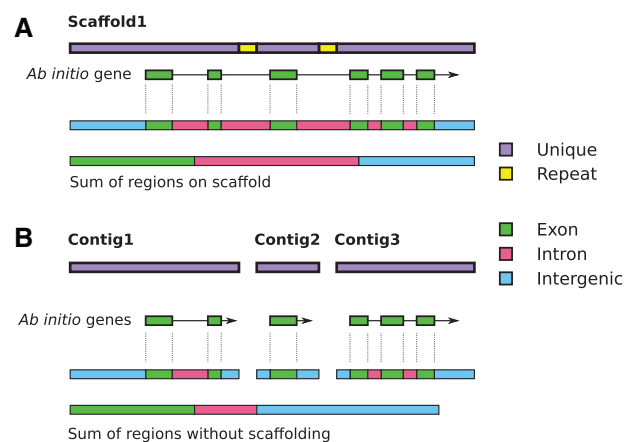 A
Scaffold1
Ab initio gene
Sum of regions on scaffold
Unique
Repeat
B
Contig1 Contig2 Contig3
Exon
Intron
Intergenic
Ab initio genes
Sum of regions without scaffolding